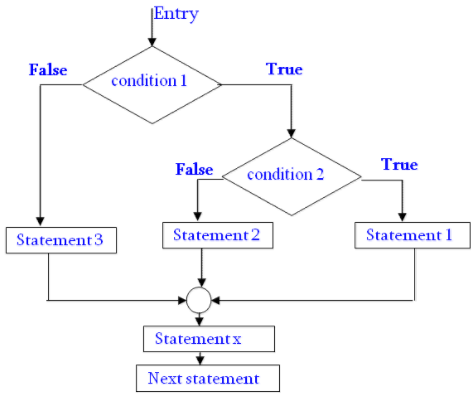 Entry
False
condition 1
True
False
condition 2
True
Statement 3
Statement 2
Statement 1
Statement x
Next statement